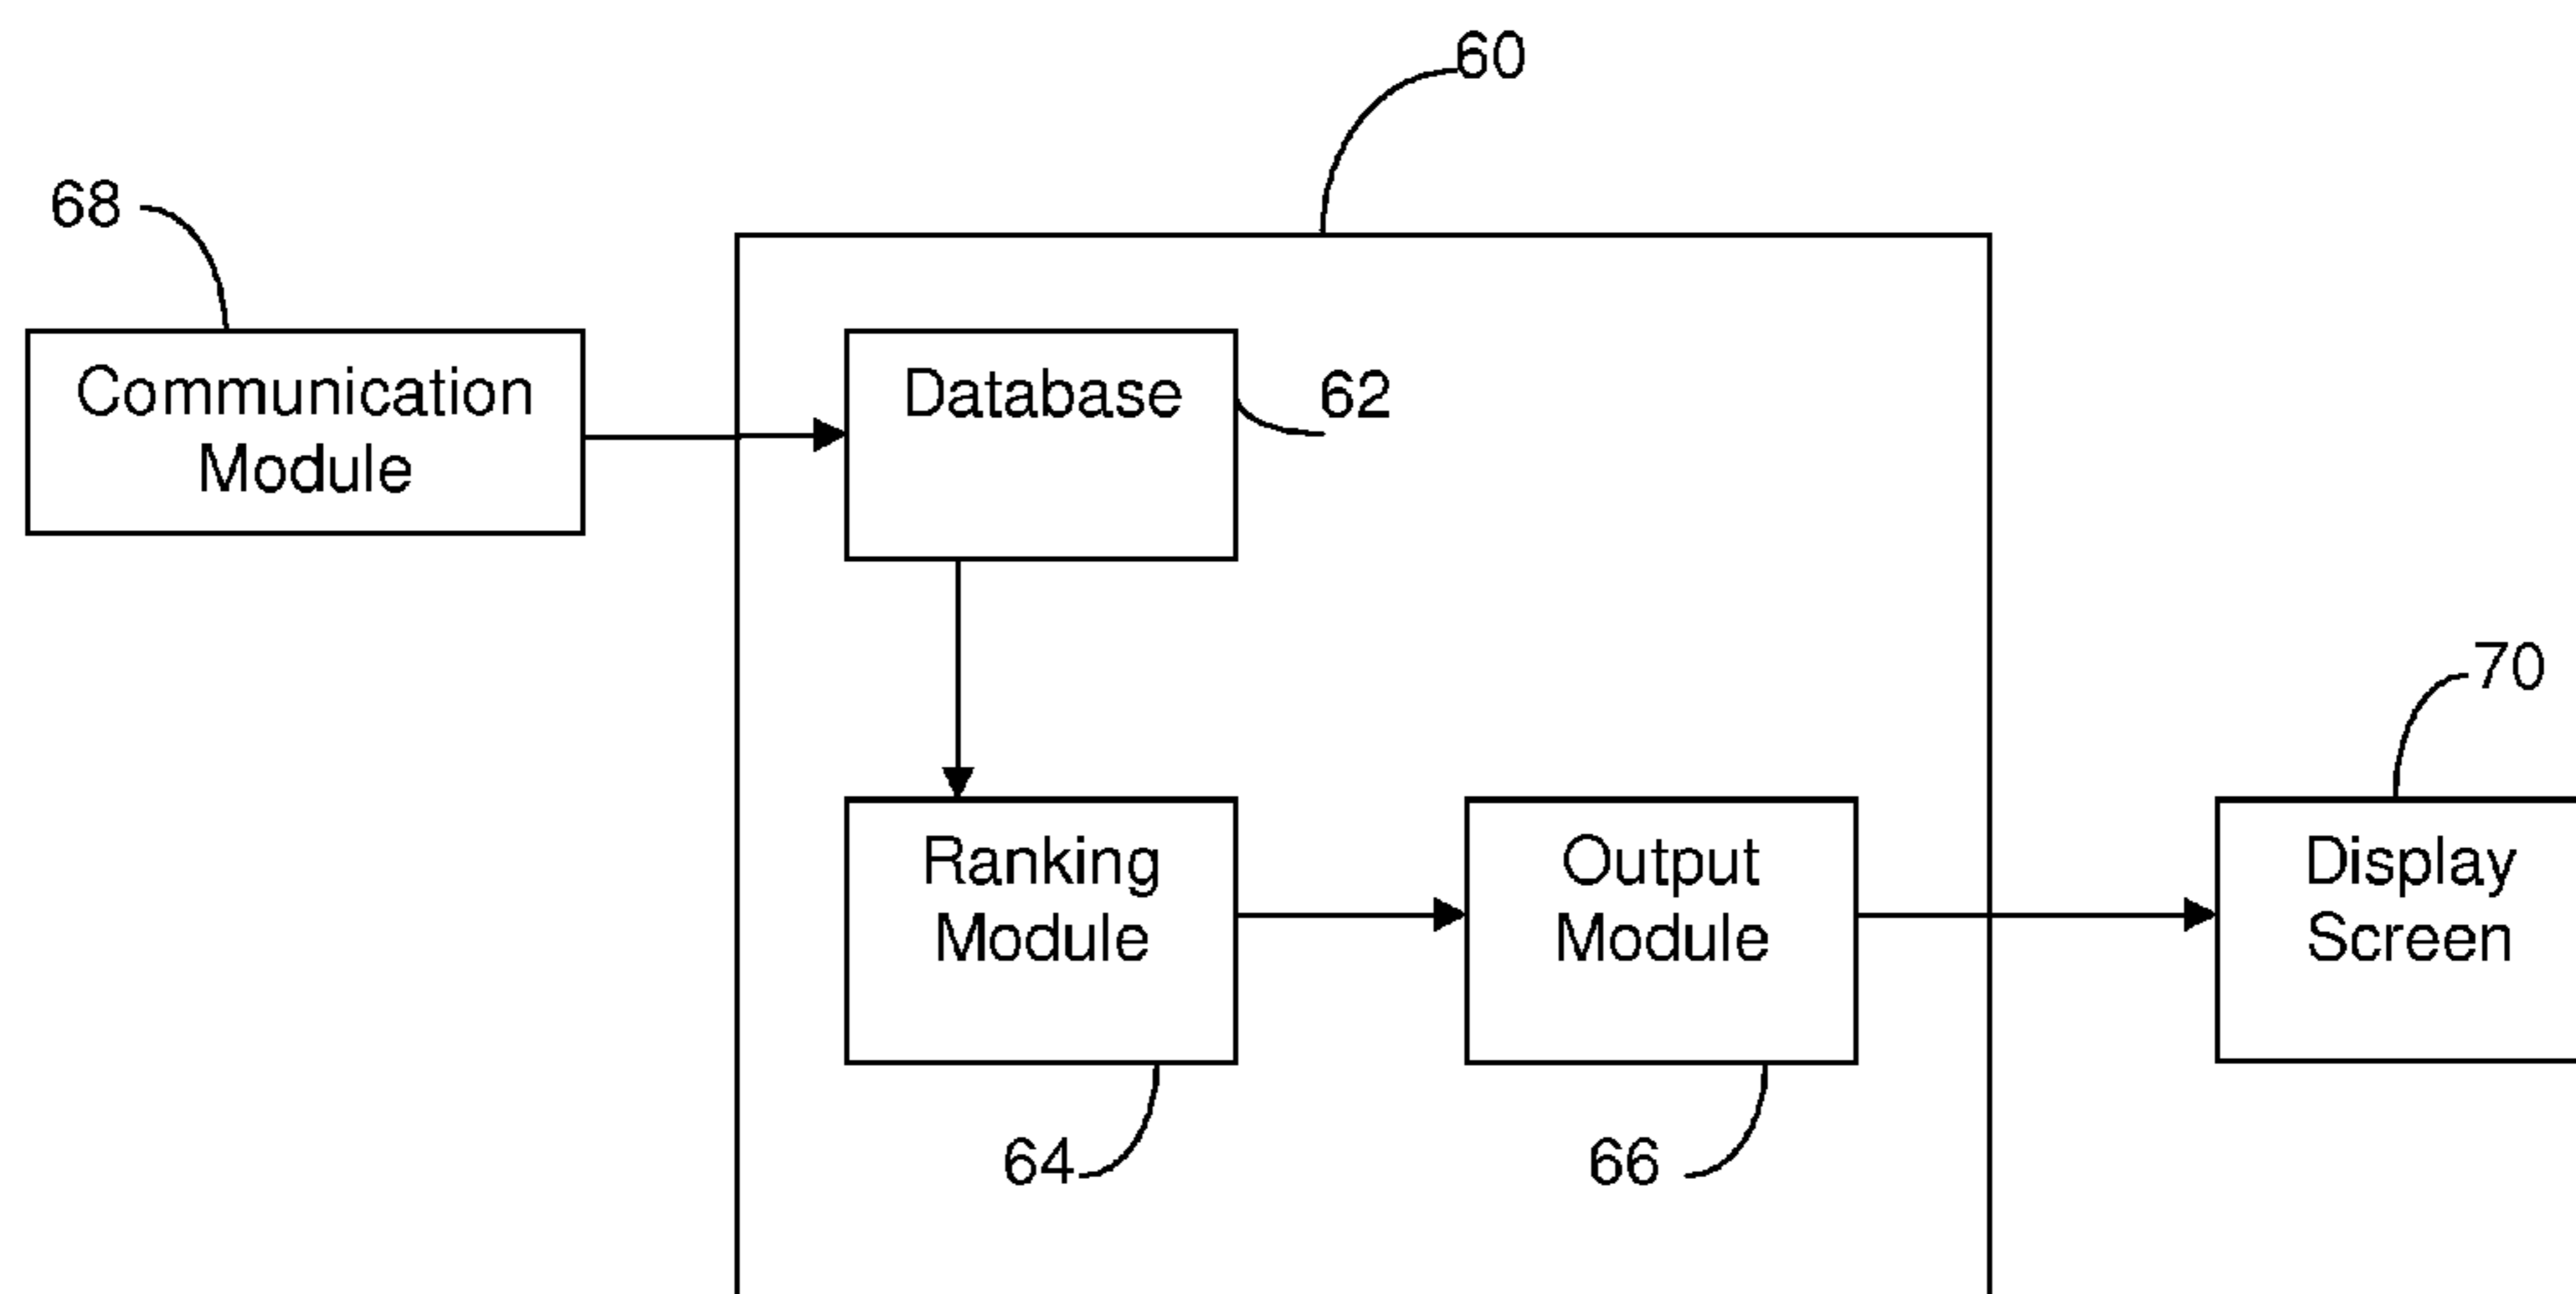 60
68
Communication
Module
Database
62
70
Ranking
Module
Output
Module
Display
Screen
64
66